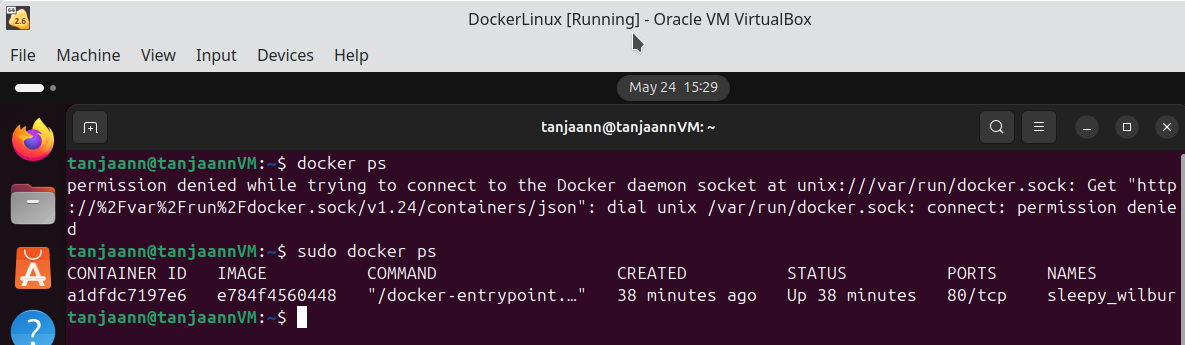 DockerLinux [Running] - Oracle VM VirtualBox
File Machine View Input Devices Help
May 24 15:29
tanjaann@tanjaannVM: ~
tanjaann@tanjaannVM:~$ docker ps
permission denied while trying to connect to the Docker daemon socket at unix:///var/run/docker.sock: Get "http
://%2Fvar%2Frun%2Fdocker.sock/v1.24/containers/json": dial unix /var/run/docker.sock: connect: permission denie
d
tanjaann@tanjaannVM:~$ sudo docker ps
CONTAINER ID IMAGE COMMAND CREATED STATUS PORTS NAMES
a1dfdc7197e6 e784f4560448 "/docker-entrypoint.…" 38 minutes ago Up 38 minutes 80/tcp sleepy_wilbur
tanjaann@tanjaannVM:~$